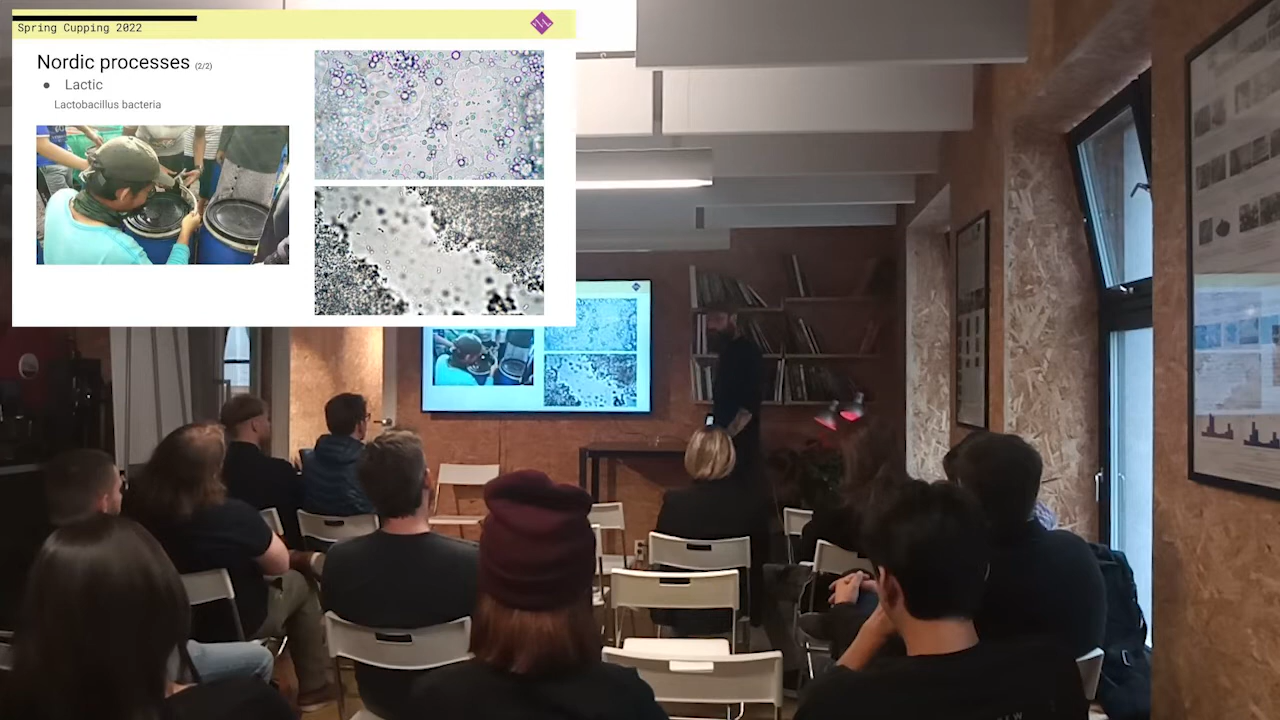 Spring Cupping 2022
Nordic processes (2/2)
● Lactic
Lactobacillus bacteria